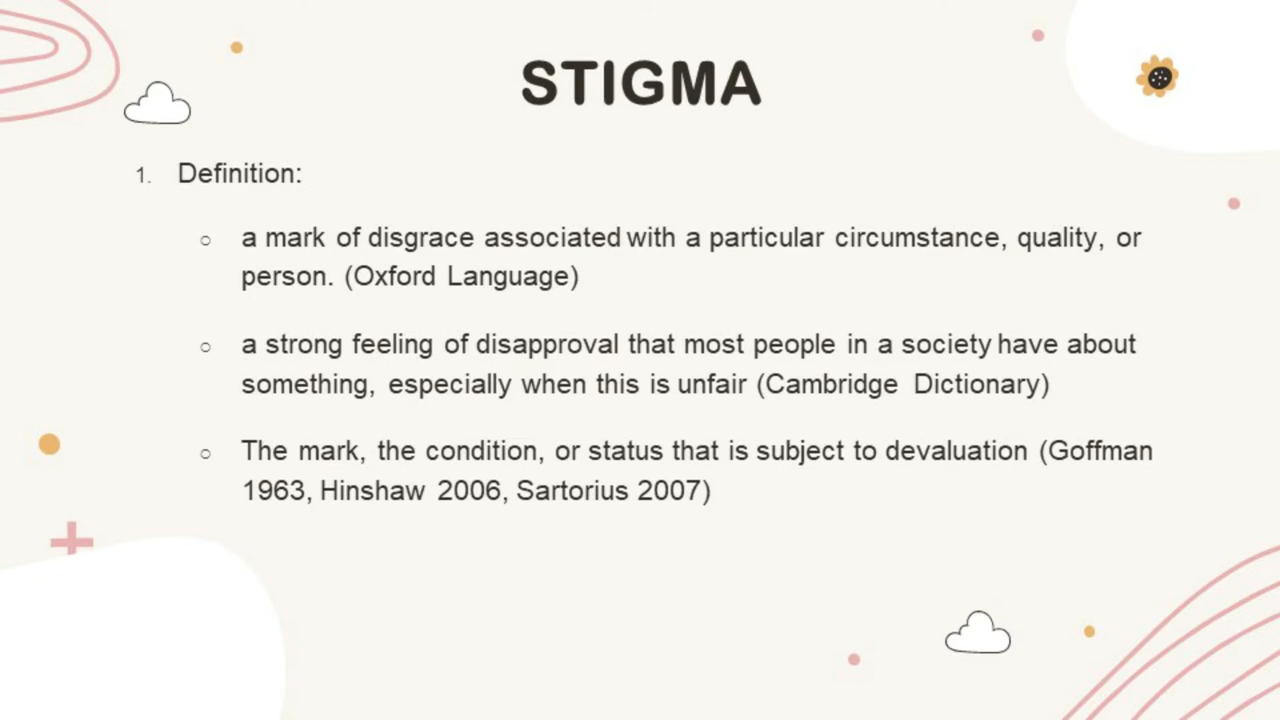 STIGMA
1. Definition:
○ a mark of disgrace associated with a particular circumstance, quality, or
person. (Oxford Language)
○ a strong feeling of disapproval that most people in a society have about
something, especially when this is unfair (Cambridge Dictionary)
○ The mark, the condition, or status that is subject to devaluation (Goffman
1963, Hinshaw 2006, Sartorius 2007)